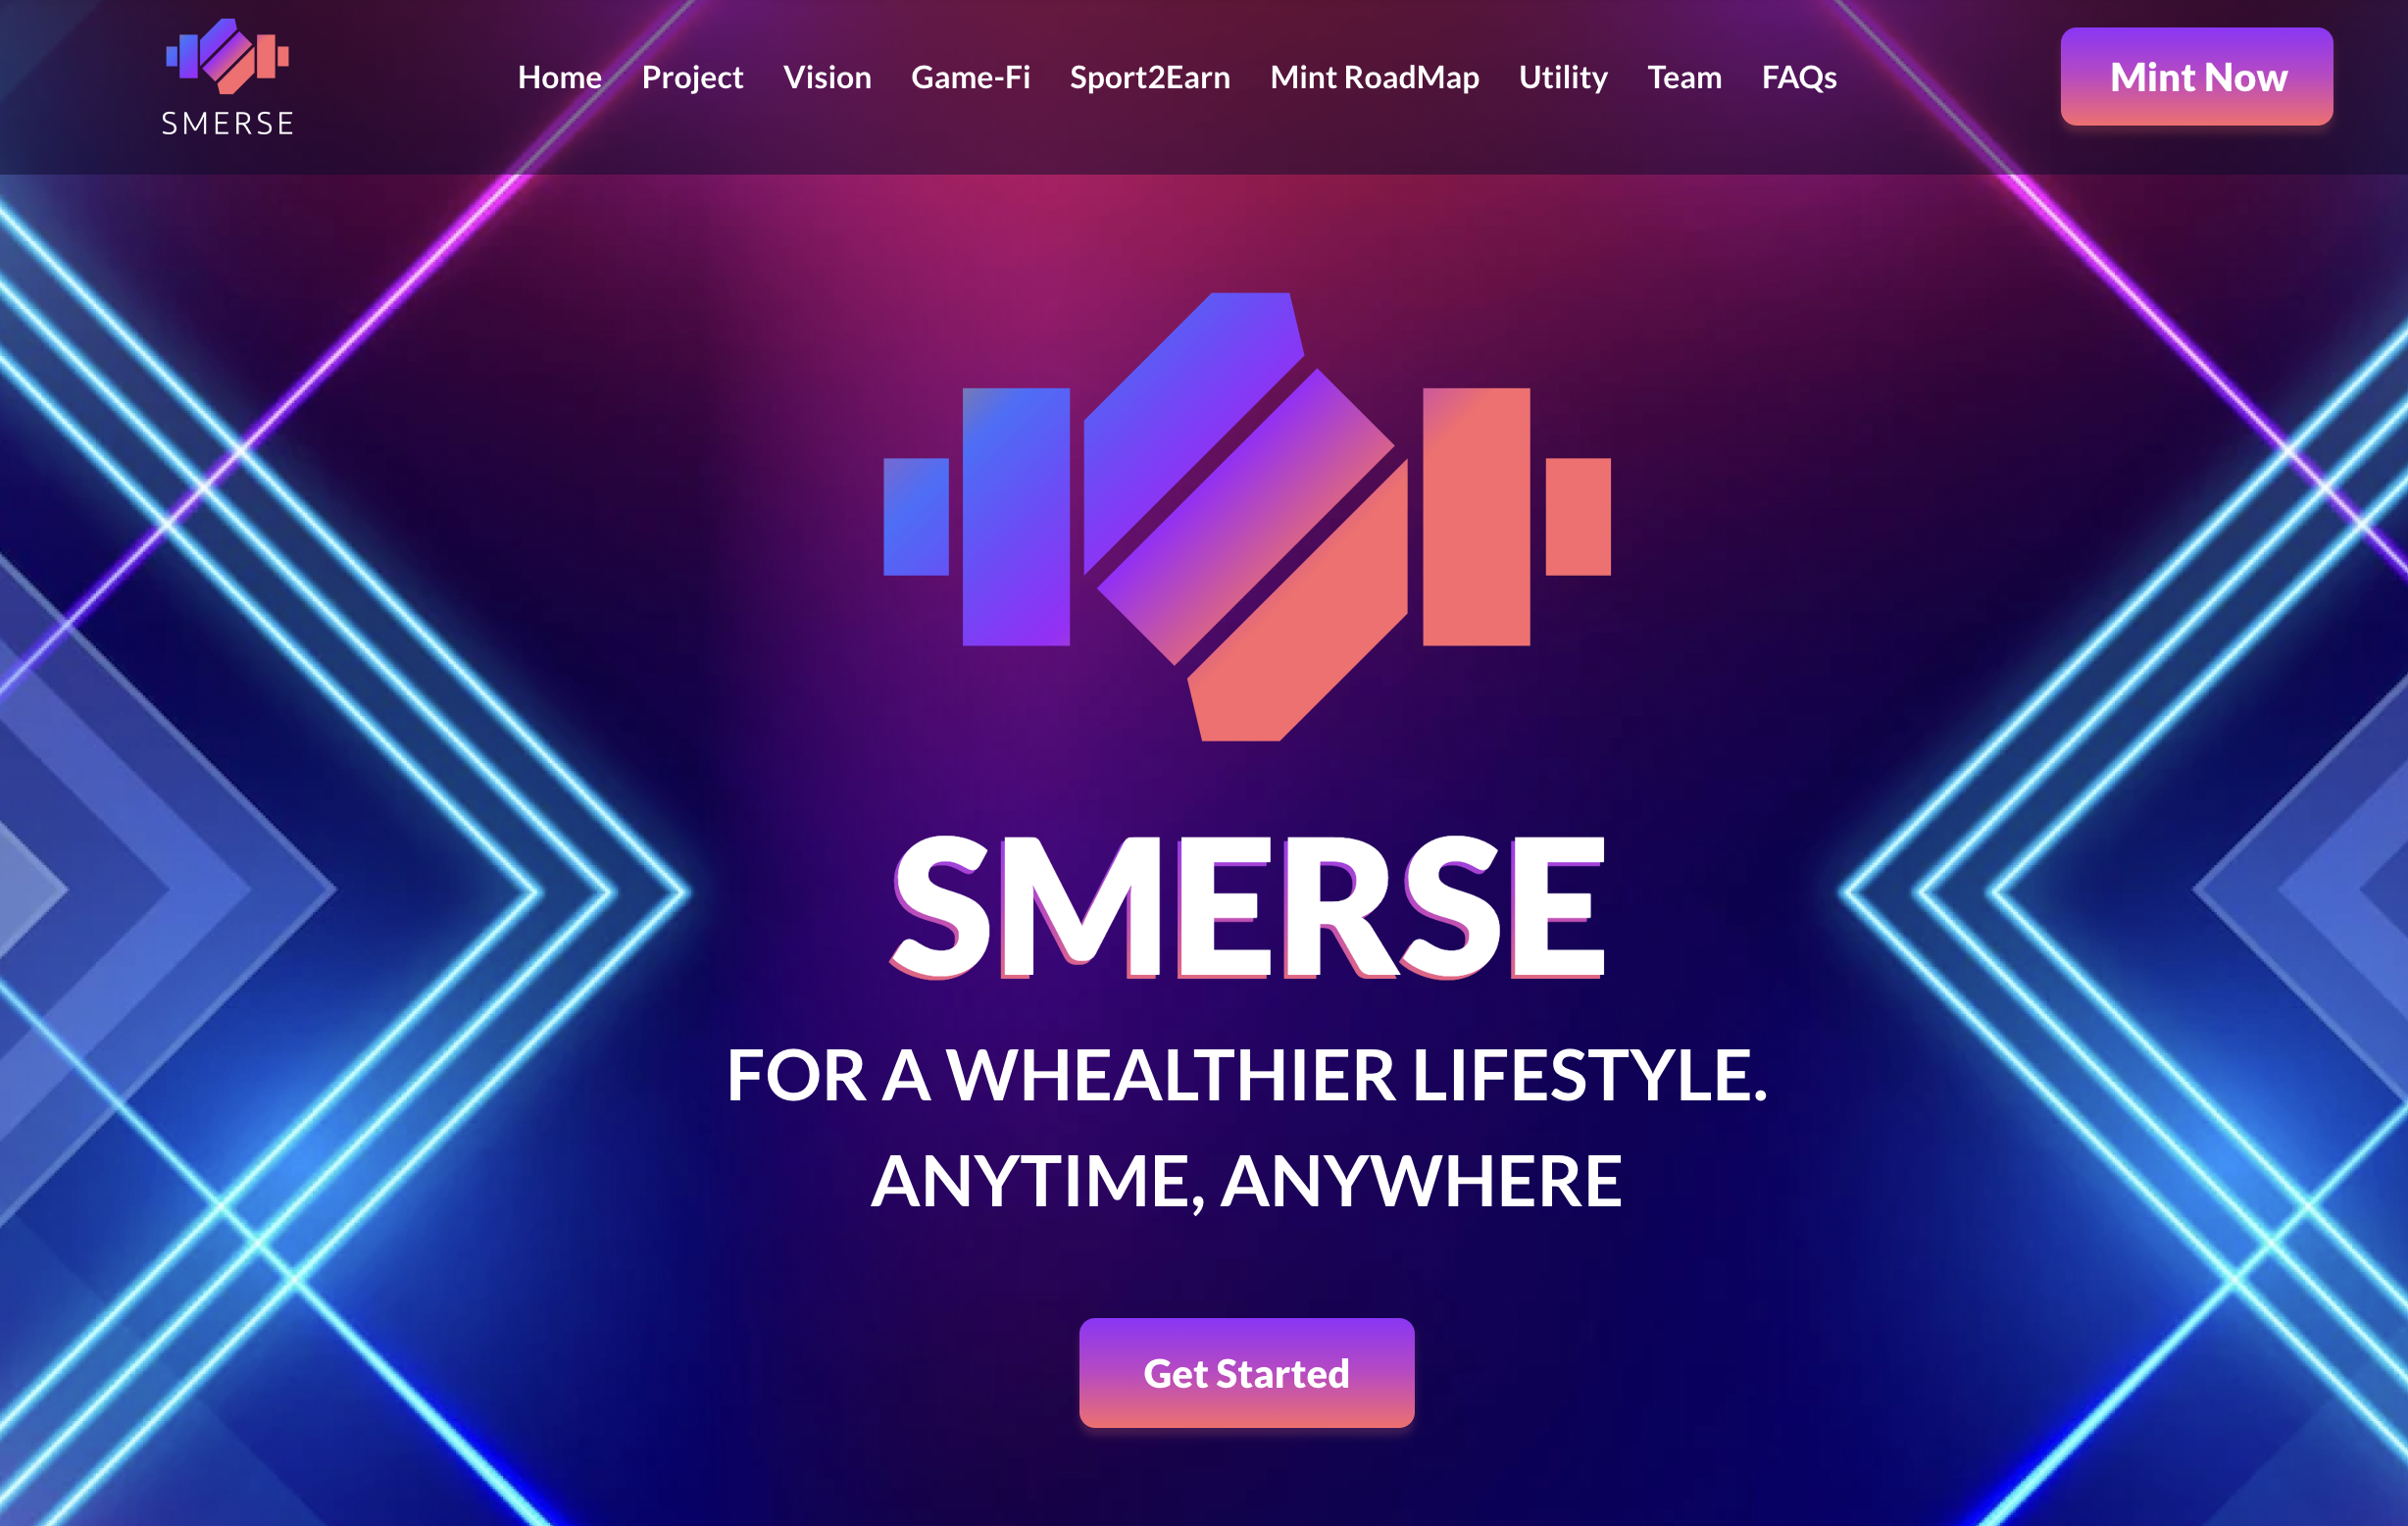 SMERSE
Home Project Vision Game-Fi Sport2Earn Mint RoadMap Utility Team FAQs
Mint Now
SMERSE
FOR A WHEALTHIER LIFESTYLE.
ANYTIME, ANYWHERE
Get Started